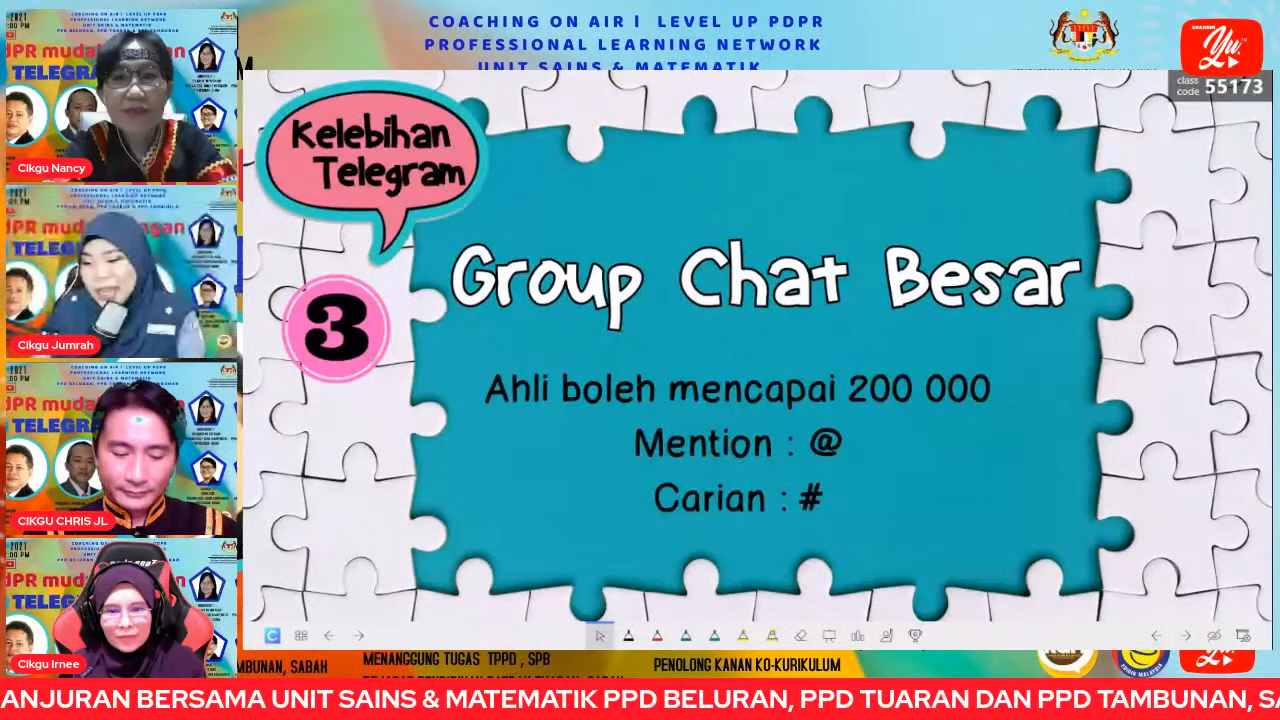 COACHING ON AIR | LEVEL UP PDPR
PROFESSIONAL LEARNING NETWORK
UNIT SAINS & MATEMATIK
class code 55173
Kelebihan
Telegram
3
Group Chat Besar
Ahli boleh mencapai 200 000
Mention : @
Carian : #
Cikgu Nancy
Cikgu Jumrah
CIKGU CHRIS JL
Cikgu Irnee
MBUNAN, SABAH
MENANGGUNG TUGAS TPPD , SPB
PENOLONG KANAN KO-KURIKULUM
ANJURAN BERSAMA UNIT SAINS & MATEMATIK PPD BELURAN, PPD TUARAN DAN PPD TAMBUNAN, SA